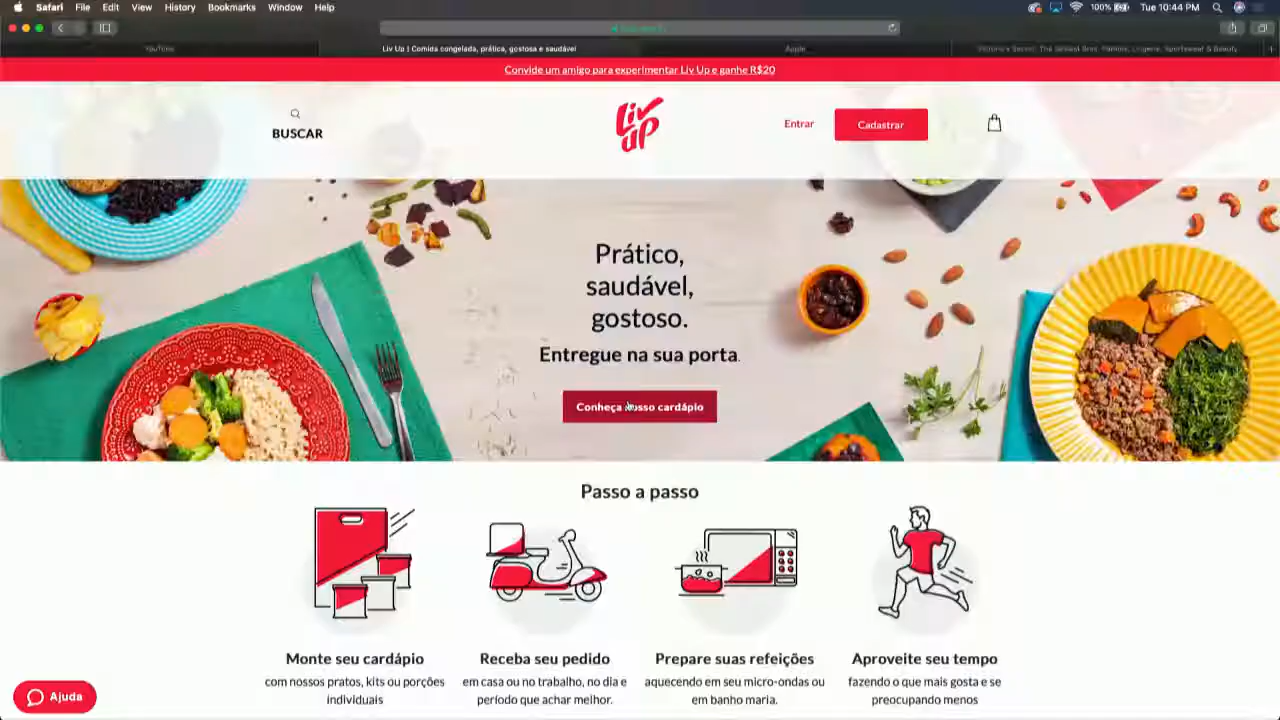 Safari File Edit View History Bookmarks Window Help
100% Tue 10:44 PM
YouTube
Liv Up | Comida congelada, prática, gostosa e saudável
Apple
Victoria's Secret: The Sexiest Bras, Panties, Lingerie, Sportswear & Beauty
Convide um amigo para experimentar Liv Up e ganhe R$20
BUSCAR
Liv Up
Entrar
Cadastrar
Prático,
saudável,
gostoso.
Entregue na sua porta.
Conheça nosso cardápio
Passo a passo
Monte seu cardápio
com nossos pratos, kits ou porções
individuais
Receba seu pedido
em casa ou no trabalho, no dia e
período que achar melhor.
Prepare suas refeições
aquecendo em seu micro-ondas ou
em banho maria.
Aproveite seu tempo
fazendo o que mais gosta e se
preocupando menos
Ajuda